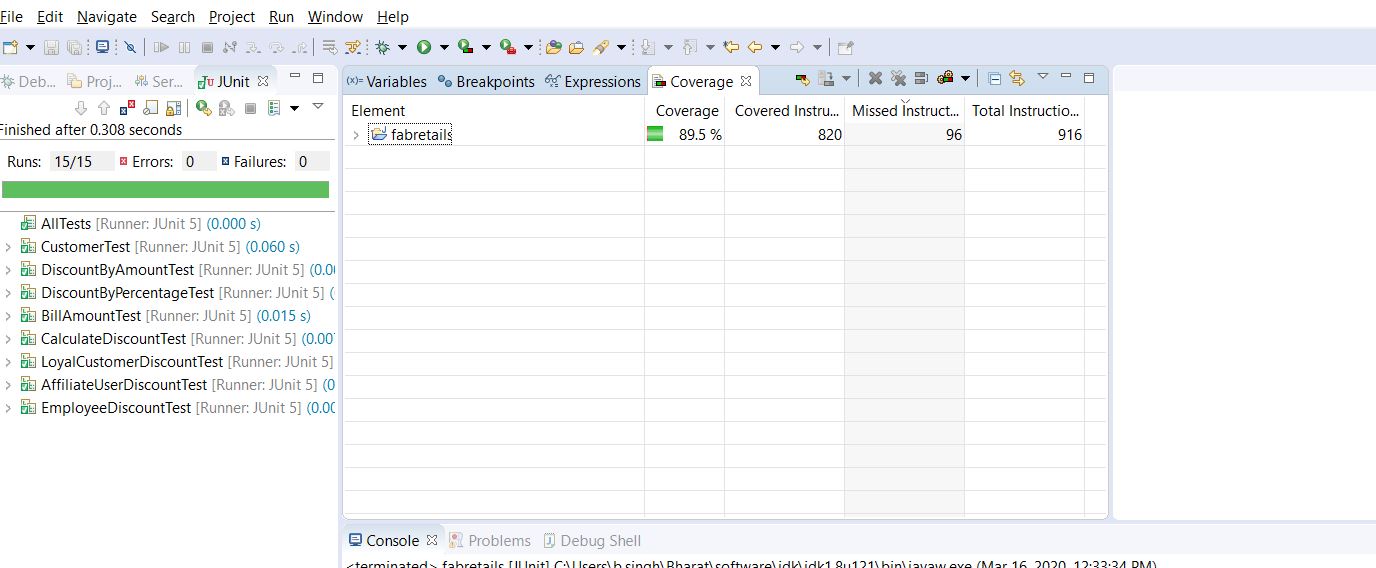 File Edit Navigate Search Project Run Window Help
Deb... Proj... Ser... JUnit
Finished after 0.308 seconds
Runs: 15/15 Errors: 0 Failures: 0
AllTests [Runner: JUnit 5] (0.000 s)
CustomerTest [Runner: JUnit 5] (0.060 s)
DiscountByAmountTest [Runner: JUnit 5] (0.0
DiscountByPercentageTest [Runner: JUnit 5] (
BillAmountTest [Runner: JUnit 5] (0.015 s)
CalculateDiscountTest [Runner: JUnit 5] (0.00
LoyalCustomerDiscountTest [Runner: JUnit 5]
AffiliateUserDiscountTest [Runner: JUnit 5] (0
EmployeeDiscountTest [Runner: JUnit 5] (0.00
(x)= Variables Breakpoints Expressions Coverage
Element Coverage Covered Instru... Missed Instruct... Total Instructio...
fabretails 89.5 % 820 96 916
Console Problems Debug Shell
<terminated> fabretails [JUnit] C:\Users\b.singh\Bharat\software\jdk\jdk1.8u121\bin\javaw.exe (Mar 16, 2020, 12:33:34 PM)